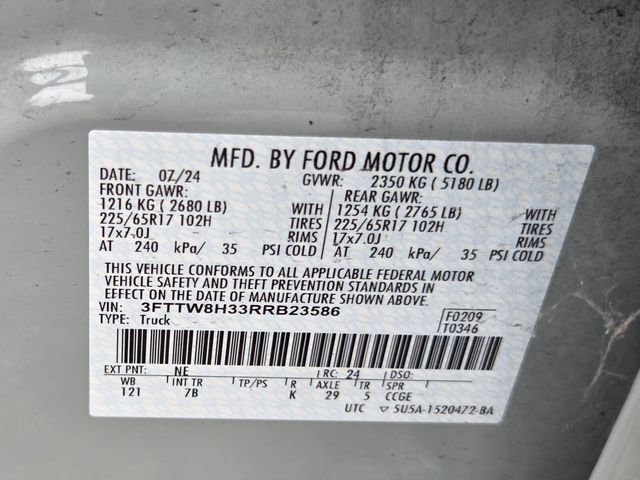 MFD. BY FORD MOTOR CO.
DATE: 07/24 GVWR: 2350 KG ( 5180 LB)
FRONT GAWR: REAR GAWR:
1216 KG ( 2680 LB) WITH 1254 KG ( 2765 LB) WITH
225/65R17 102H TIRES 225/65R17 102H TIRES
17x7.0J RIMS 17x7.0J RIMS
AT 240 kPa/ 35 PSI COLD AT 240 kPa/ 35 PSI COLD
THIS VEHICLE CONFORMS TO ALL APPLICABLE FEDERAL MOTOR
VEHICLE SAFETY AND THEFT PREVENTION STANDARDS IN
EFFECT ON THE DATE OF MANUFACTURE SHOWN ABOVE.
VIN: 3FTTW8H33RRB23586 F0209
TYPE: Truck T0346
EXT PNT: NE RC: 24 DSO:
WB INT TR TP/PS R AXLE TR SPR
121 7B K 29 5 CCGE
UTC ▽ 5U5A-1520472-BA